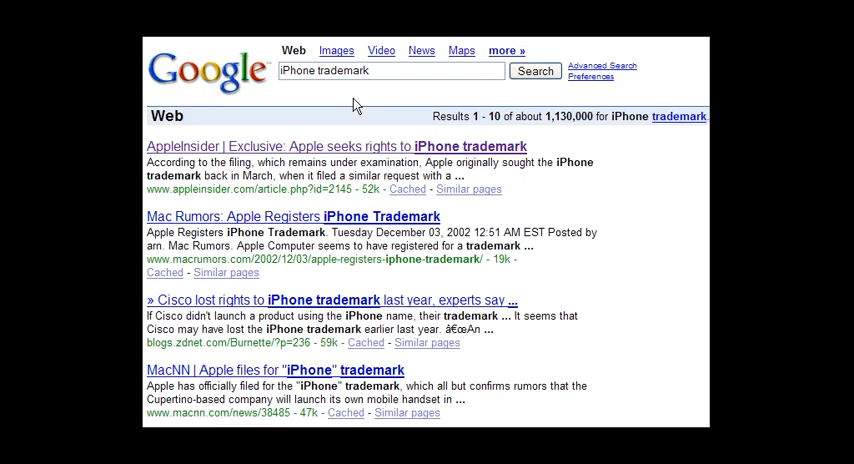 Web Images Video News Maps more »
Google™ iPhone trademark Search Advanced Search
Preferences
Web Results 1 - 10 of about 1,130,000 for iPhone trademark.
AppleInsider | Exclusive: Apple seeks rights to iPhone trademark
According to the filing, which remains under examination, Apple originally sought the iPhone
trademark back in March, when it filed a similar request with a ...
www.appleinsider.com/article.php?id=2145 - 52k - Cached - Similar pages
Mac Rumors: Apple Registers iPhone Trademark
Apple Registers iPhone Trademark. Tuesday December 03, 2002 12:51 AM EST Posted by
arn. Mac Rumors. Apple Computer seems to have registered for a trademark ...
www.macrumors.com/2002/12/03/apple-registers-iphone-trademark/ - 19k -
Cached - Similar pages
» Cisco lost rights to iPhone trademark last year, experts say ...
If Cisco didn't launch a product using the iPhone name, their trademark ... It seems that
Cisco may have lost the iPhone trademark earlier last year. â€œAn ...
blogs.zdnet.com/Burnette/?p=236 - 59k - Cached - Similar pages
MacNN | Apple files for "iPhone" trademark
Apple has officially filed for the "iPhone" trademark, which all but confirms rumors that the
Cupertino-based company will launch its own mobile handset in ...
www.macnn.com/news/38485 - 47k - Cached - Similar pages